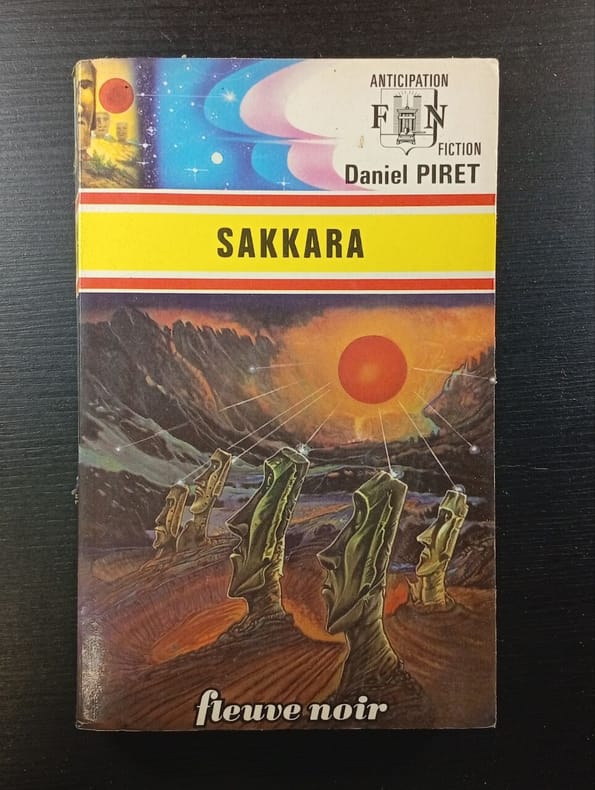 ANTICIPATION
FN
FICTION
Daniel PIRET
SAKKARA
fleuve noir